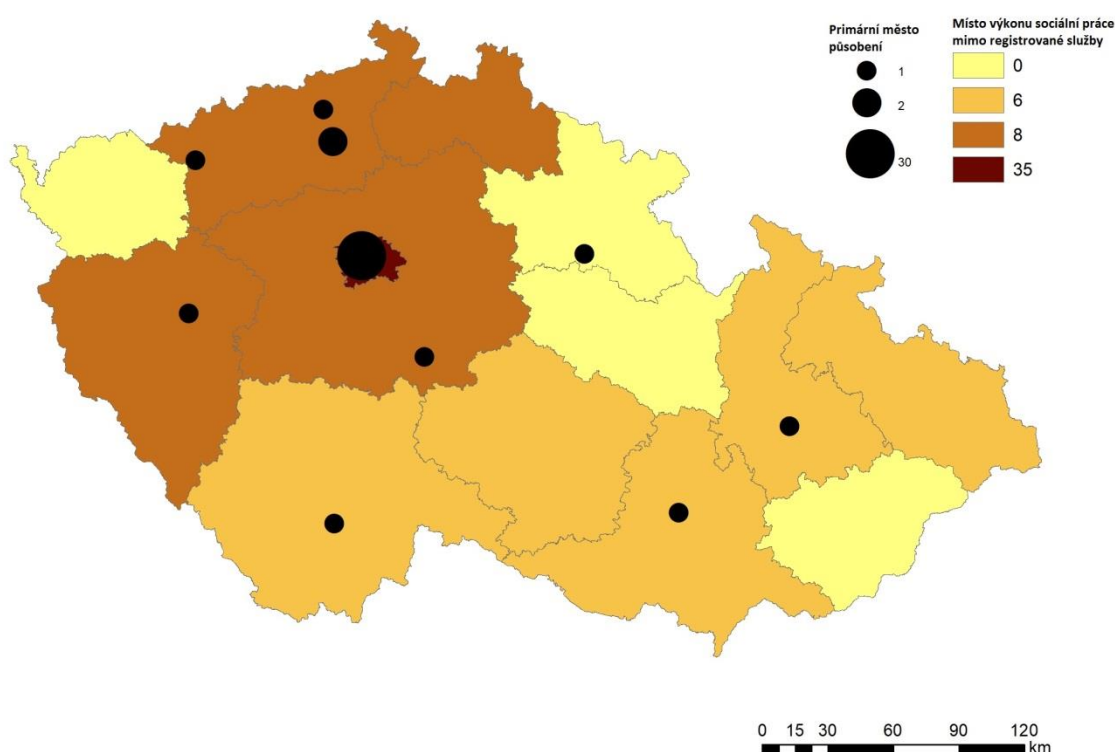 Primární město
působení
1
2
30
Místo výkonu sociální práce
mimo registrované služby
0
6
8
35
0 15 30 60 90 120
km